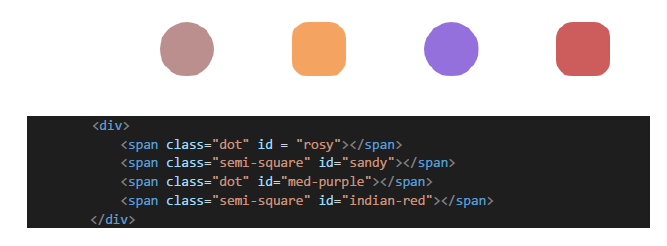 <div>
<span class="dot" id = "rosy"></span>
<span class="semi-square" id="sandy"></span>
<span class="dot" id="med-purple"></span>
<span class="semi-square" id="indian-red"></span>
</div>